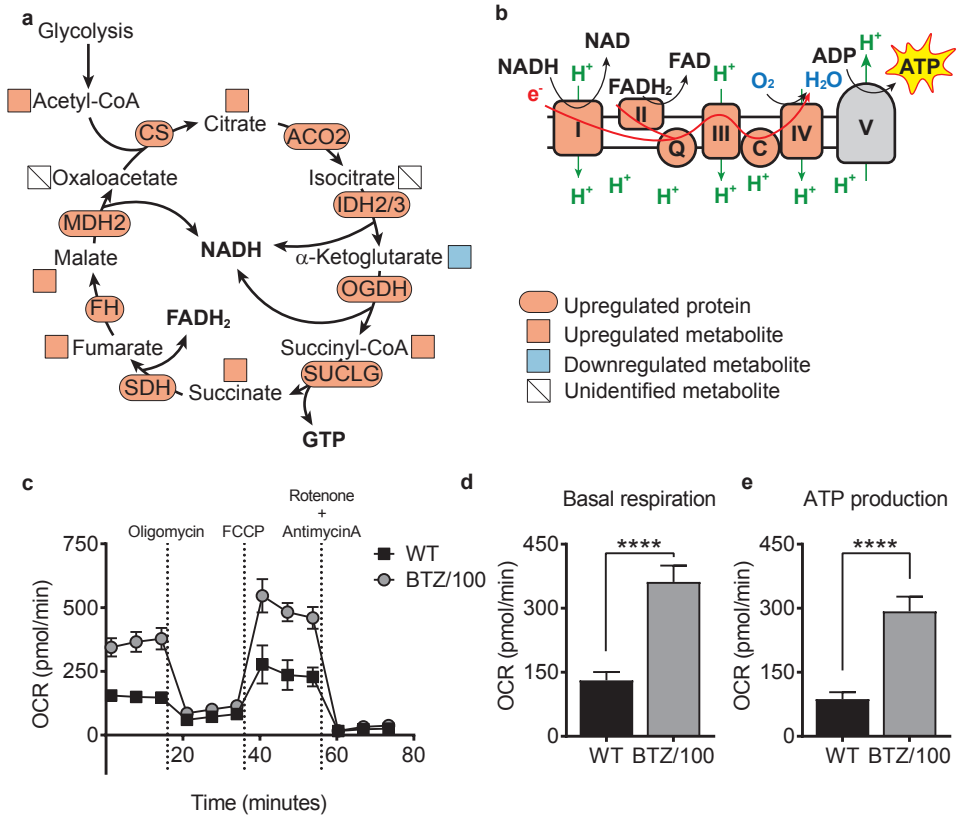 a
Glycolysis
Acetyl-CoA
CS
Citrate
ACO2
Isocitrate
IDH2/3
α-Ketoglutarate
OGDH
Succinyl-CoA
SUCLG
GTP
Succinate
SDH
FADH₂
Fumarate
FH
Malate
MDH2
Oxaloacetate
NADH
b
NADH
NAD
H⁺
e⁻
FADH₂
FAD
H⁺
O₂
H₂O
ADP
H⁺
ATP
I
II
Q
III
C
IV
V
H⁺
H⁺
H⁺
H⁺
H⁺
H⁺
H⁺
Upregulated protein
Upregulated metabolite
Downregulated metabolite
Unidentified metabolite
c
Oligomycin
FCCP
Rotenone
+
AntimycinA
WT
BTZ/100
OCR (pmol/min)
750
500
250
0
20
40
60
80
Time (minutes)
d
Basal respiration
****
OCR (pmol/min)
450
300
150
0
WT
BTZ/100
e
ATP production
****
OCR (pmol/min)
450
300
150
0
WT
BTZ/100